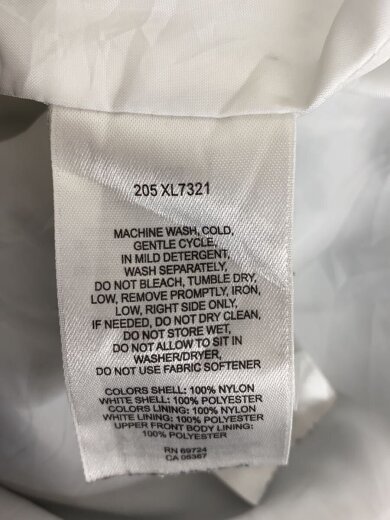 205 XL7321
MACHINE WASH, COLD,
GENTLE CYCLE,
IN MILD DETERGENT,
WASH SEPARATELY,
DO NOT BLEACH, TUMBLE DRY,
LOW, REMOVE PROMPTLY, IRON,
LOW, RIGHT SIDE ONLY,
IF NEEDED, DO NOT DRY CLEAN,
DO NOT STORE WET,
DO NOT ALLOW TO SIT IN
WASHER/DRYER,
DO NOT USE FABRIC SOFTENER
COLORS SHELL: 100% NYLON
WHITE SHELL: 100% POLYESTER
COLORS LINING: 100% NYLON
WHITE LINING: 100% POLYESTER
UPPER FRONT BODY LINING:
100% POLYESTER
RN 69724
CA 05367